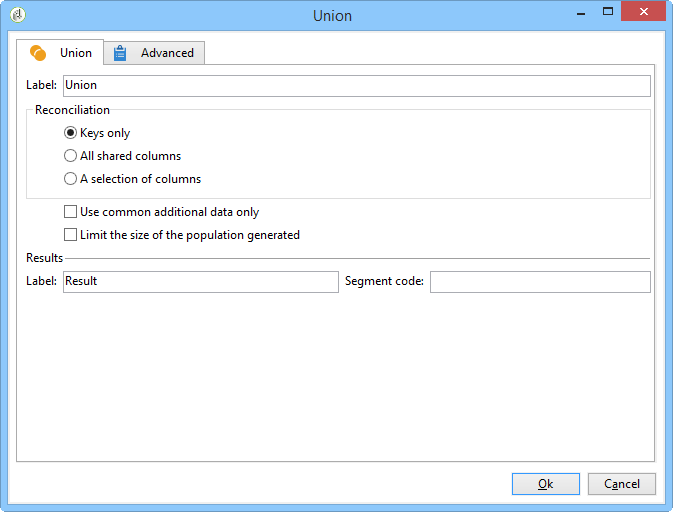 Union
Union Advanced
Label: Union
Reconciliation
Keys only
All shared columns
A selection of columns
Use common additional data only
Limit the size of the population generated
Results
Label: Result Segment code:
Ok Cancel